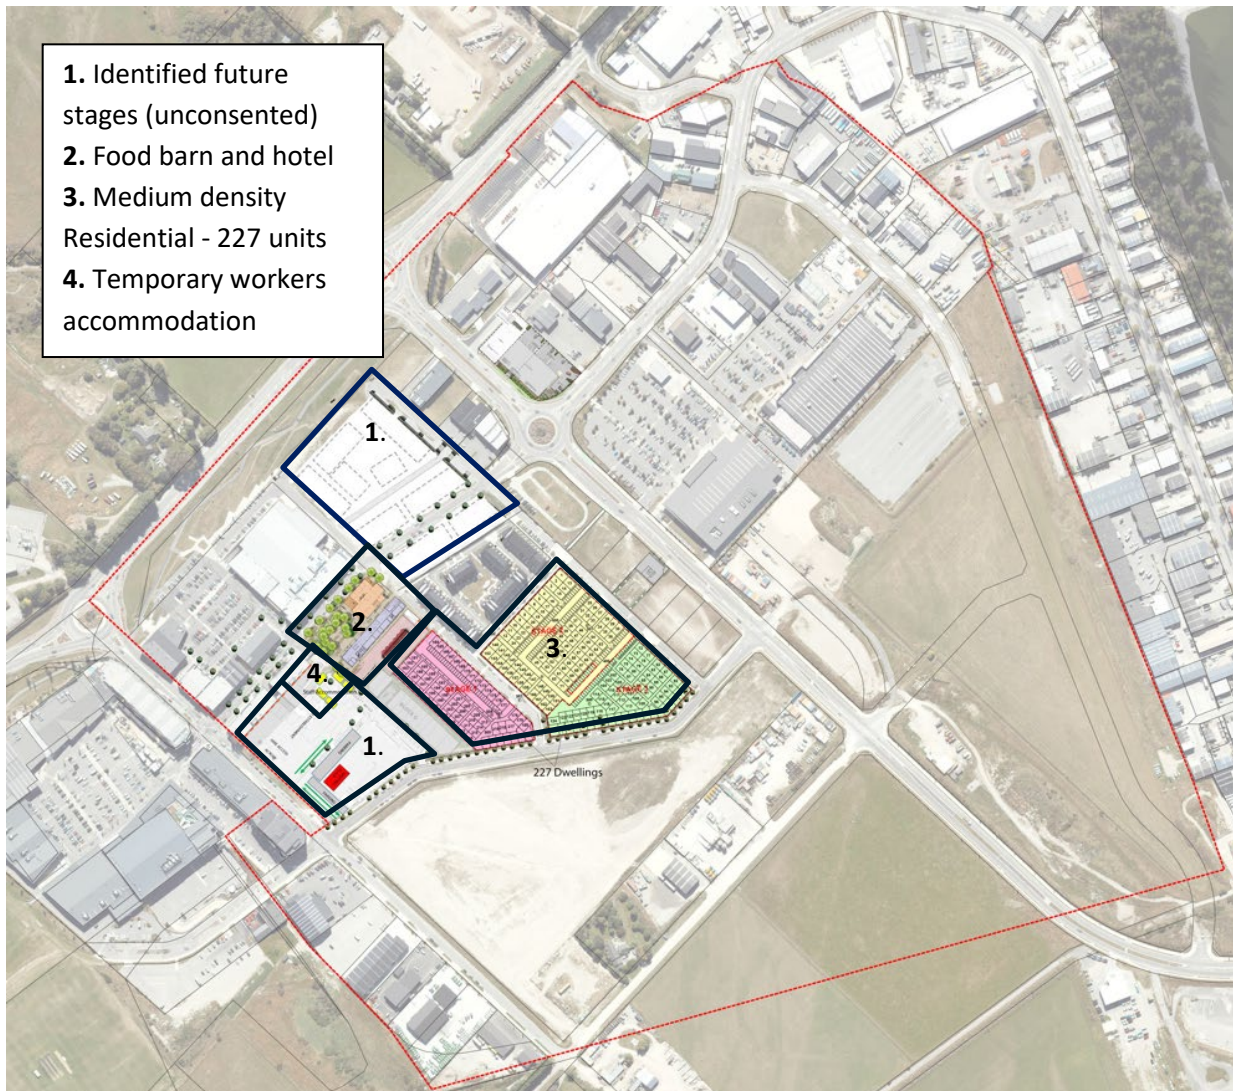 1. Identified future
stages (unconsented)
2. Food barn and hotel
3. Medium density
Residential - 227 units
4. Temporary workers
accommodation
1.
2.
3.
4.
1.
227 Dwellings